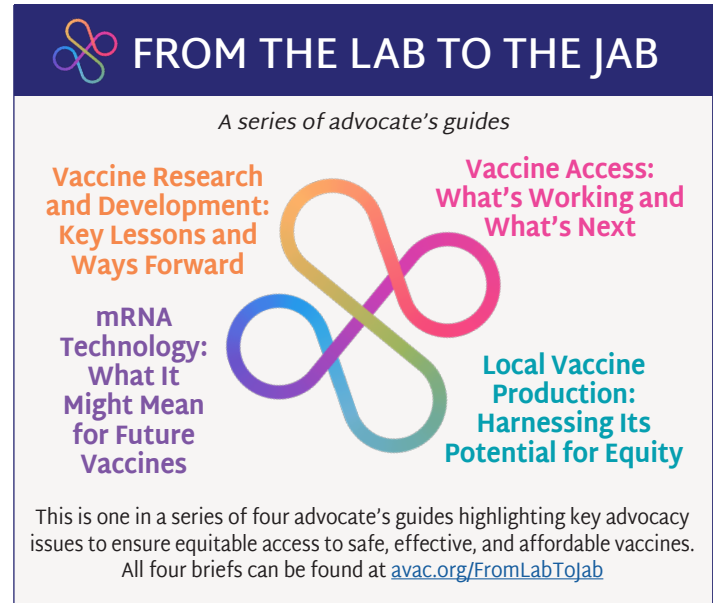 FROM THE LAB TO THE JAB
A series of advocate's guides
Vaccine Research
and Development:
Key Lessons and
Ways Forward
Vaccine Access:
What's Working and
What's Next
mRNA
Technology:
What It
Might Mean
for Future
Vaccines
Local Vaccine
Production:
Harnessing Its
Potential for Equity
This is one in a series of four advocate's guides highlighting key advocacy
issues to ensure equitable access to safe, effective, and affordable vaccines.
All four briefs can be found at avac.org/FromLabToJab